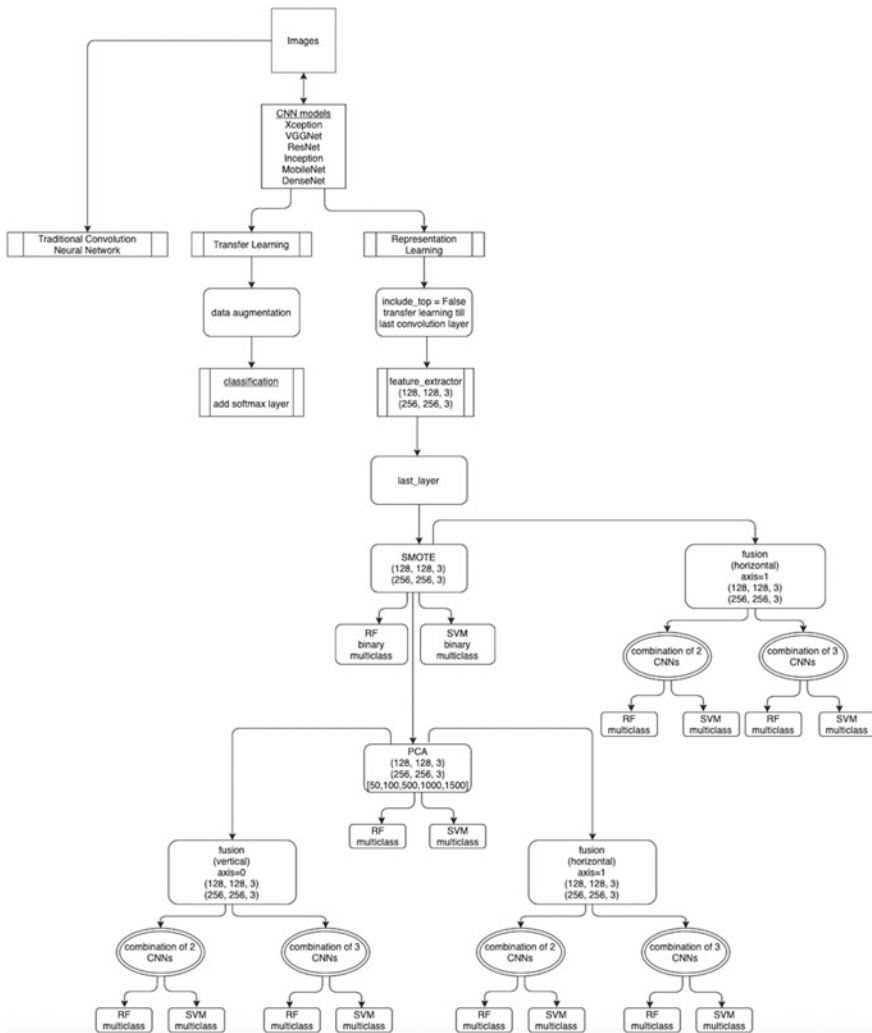 Images
CNN models
Xception
VGGNet
ResNet
Inception
MobileNet
DenseNet
Traditional Convolution
Neural Network
Transfer Learning
Representation
Learning
data augmentation
include_top = False
transfer learning till
last convolution layer
classification
add softmax layer
feature_extractor
(128, 128, 3)
(256, 256, 3)
last_layer
SMOTE
(128, 128, 3)
(256, 256, 3)
fusion
(horizontal)
axis=1
(128, 128, 3)
(256, 256, 3)
RF
binary
multiclass
SVM
binary
multiclass
combination of 2
CNNs
combination of 3
CNNs
RF
multiclass
SVM
multiclass
RF
multiclass
SVM
multiclass
PCA
(128, 128, 3)
(256, 256, 3)
[50,100,500,1000,1500]
RF
multiclass
SVM
multiclass
fusion
(vertical)
axis=0
(128, 128, 3)
(256, 256, 3)
fusion
(horizontal)
axis=1
(128, 128, 3)
(256, 256, 3)
combination of 2
CNNs
combination of 3
CNNs
combination of 2
CNNs
combination of 3
CNNs
RF
multiclass
SVM
multiclass
RF
multiclass
SVM
multiclass
RF
multiclass
SVM
multiclass
RF
multiclass
SVM
multiclass